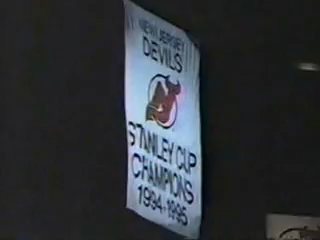 NEW JERSEY
DEVILS
STANLEY CUP
CHAMPIONS
1994-1995